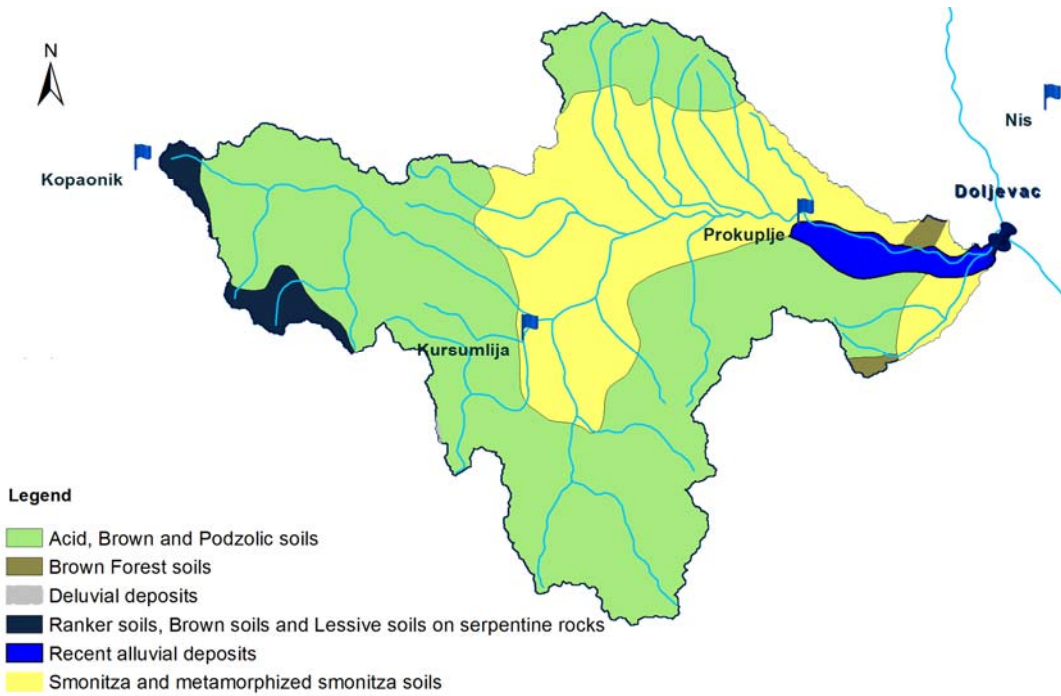 N
Nis
Kopaonik
Doljevac
Prokuplje
Kursumlija
Legend
Acid, Brown and Podzolic soils
Brown Forest soils
Deluvial deposits
Ranker soils, Brown soils and Lessive soils on serpentine rocks
Recent alluvial deposits
Smonitza and metamorphized smonitza soils